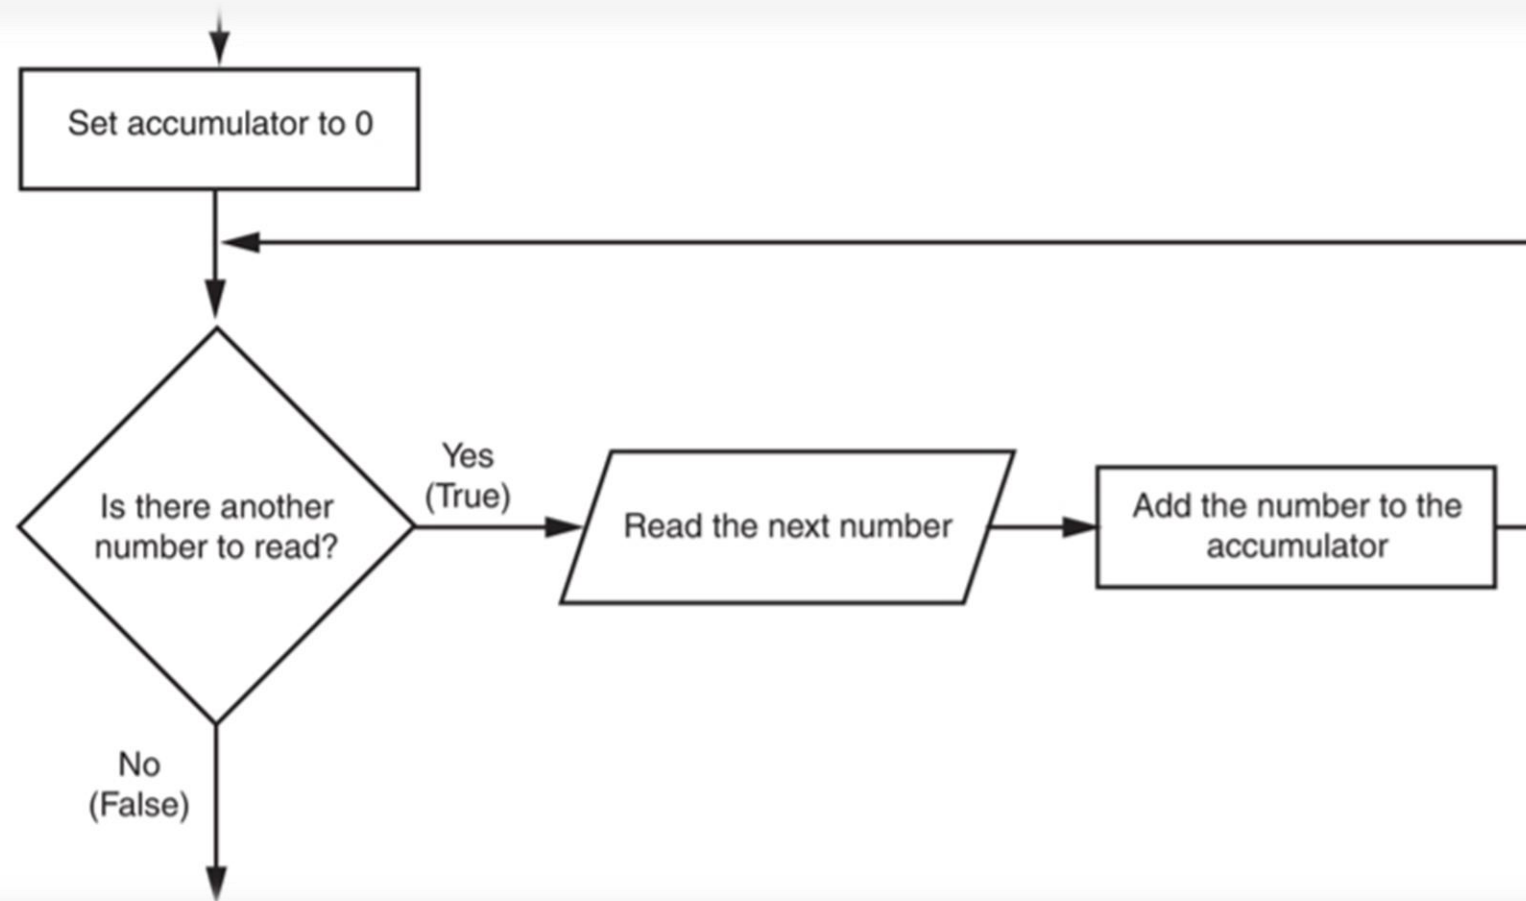 Set accumulator to 0
Is there another
number to read?
Yes
(True)
Read the next number
Add the number to the
accumulator
No
(False)